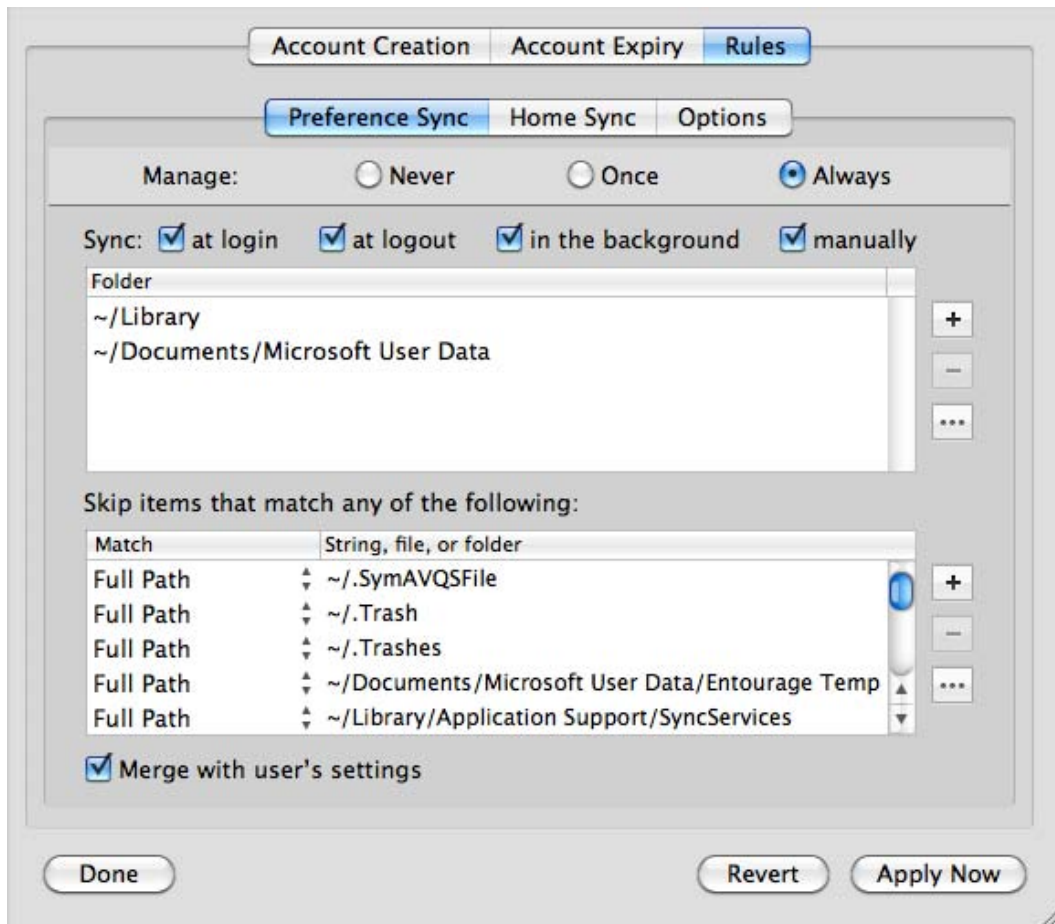 Account Creation Account Expiry Rules
Preference Sync Home Sync Options
Manage: Never Once Always
Sync: at login at logout in the background manually
Folder
~/Library
~/Documents/Microsoft User Data
Skip items that match any of the following:
Match String, file, or folder
Full Path ~/.SymAVQSFile
Full Path ~/.Trash
Full Path ~/.Trashes
Full Path ~/Documents/Microsoft User Data/Entourage Temp
Full Path ~/Library/Application Support/SyncServices
Merge with user's settings
Done Revert Apply Now